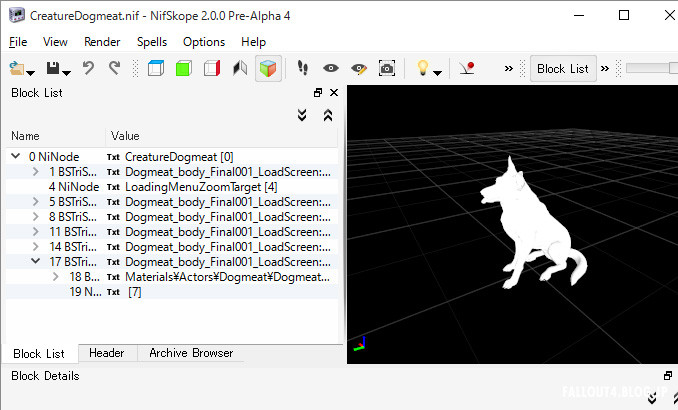 CreatureDogmeat.nif - NifSkope 2.0.0 Pre-Alpha 4
File View Render Spells Options Help
Block List
Block List
Name Value
0 NiNode Txt CreatureDogmeat [0]
1 BSTriS... Txt Dogmeat_body_Final001_LoadScreen:...
4 NiNode Txt LoadingMenuZoomTarget [4]
5 BSTriS... Txt Dogmeat_body_Final001_LoadScreen:...
8 BSTriS... Txt Dogmeat_body_Final001_LoadScreen:...
11 BSTri... Txt Dogmeat_body_Final001_LoadScreen:...
14 BSTri... Txt Dogmeat_body_Final001_LoadScreen:...
17 BSTri... Txt Dogmeat_body_Final001_LoadScreen:...
18 B... Txt Materials¥Actors¥Dogmeat¥Dogmeat...
19 N... Txt [7]
Block List Header Archive Browser
Block Details
FALLOUT4.BLOG.JP